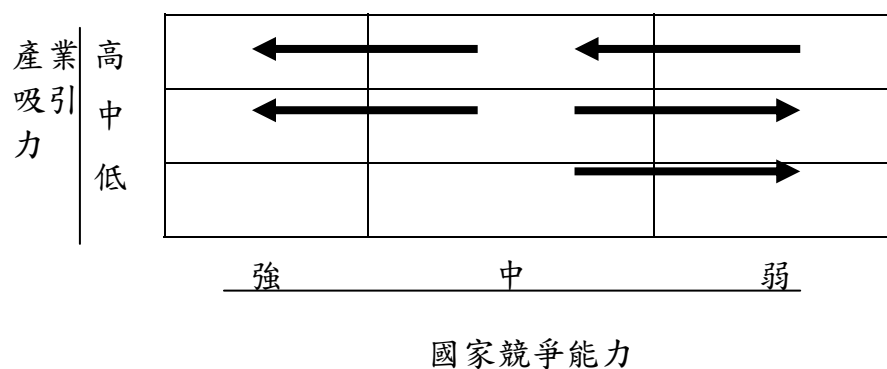 產業
吸引
力
高
中
低
強 中 弱
國家競爭能力